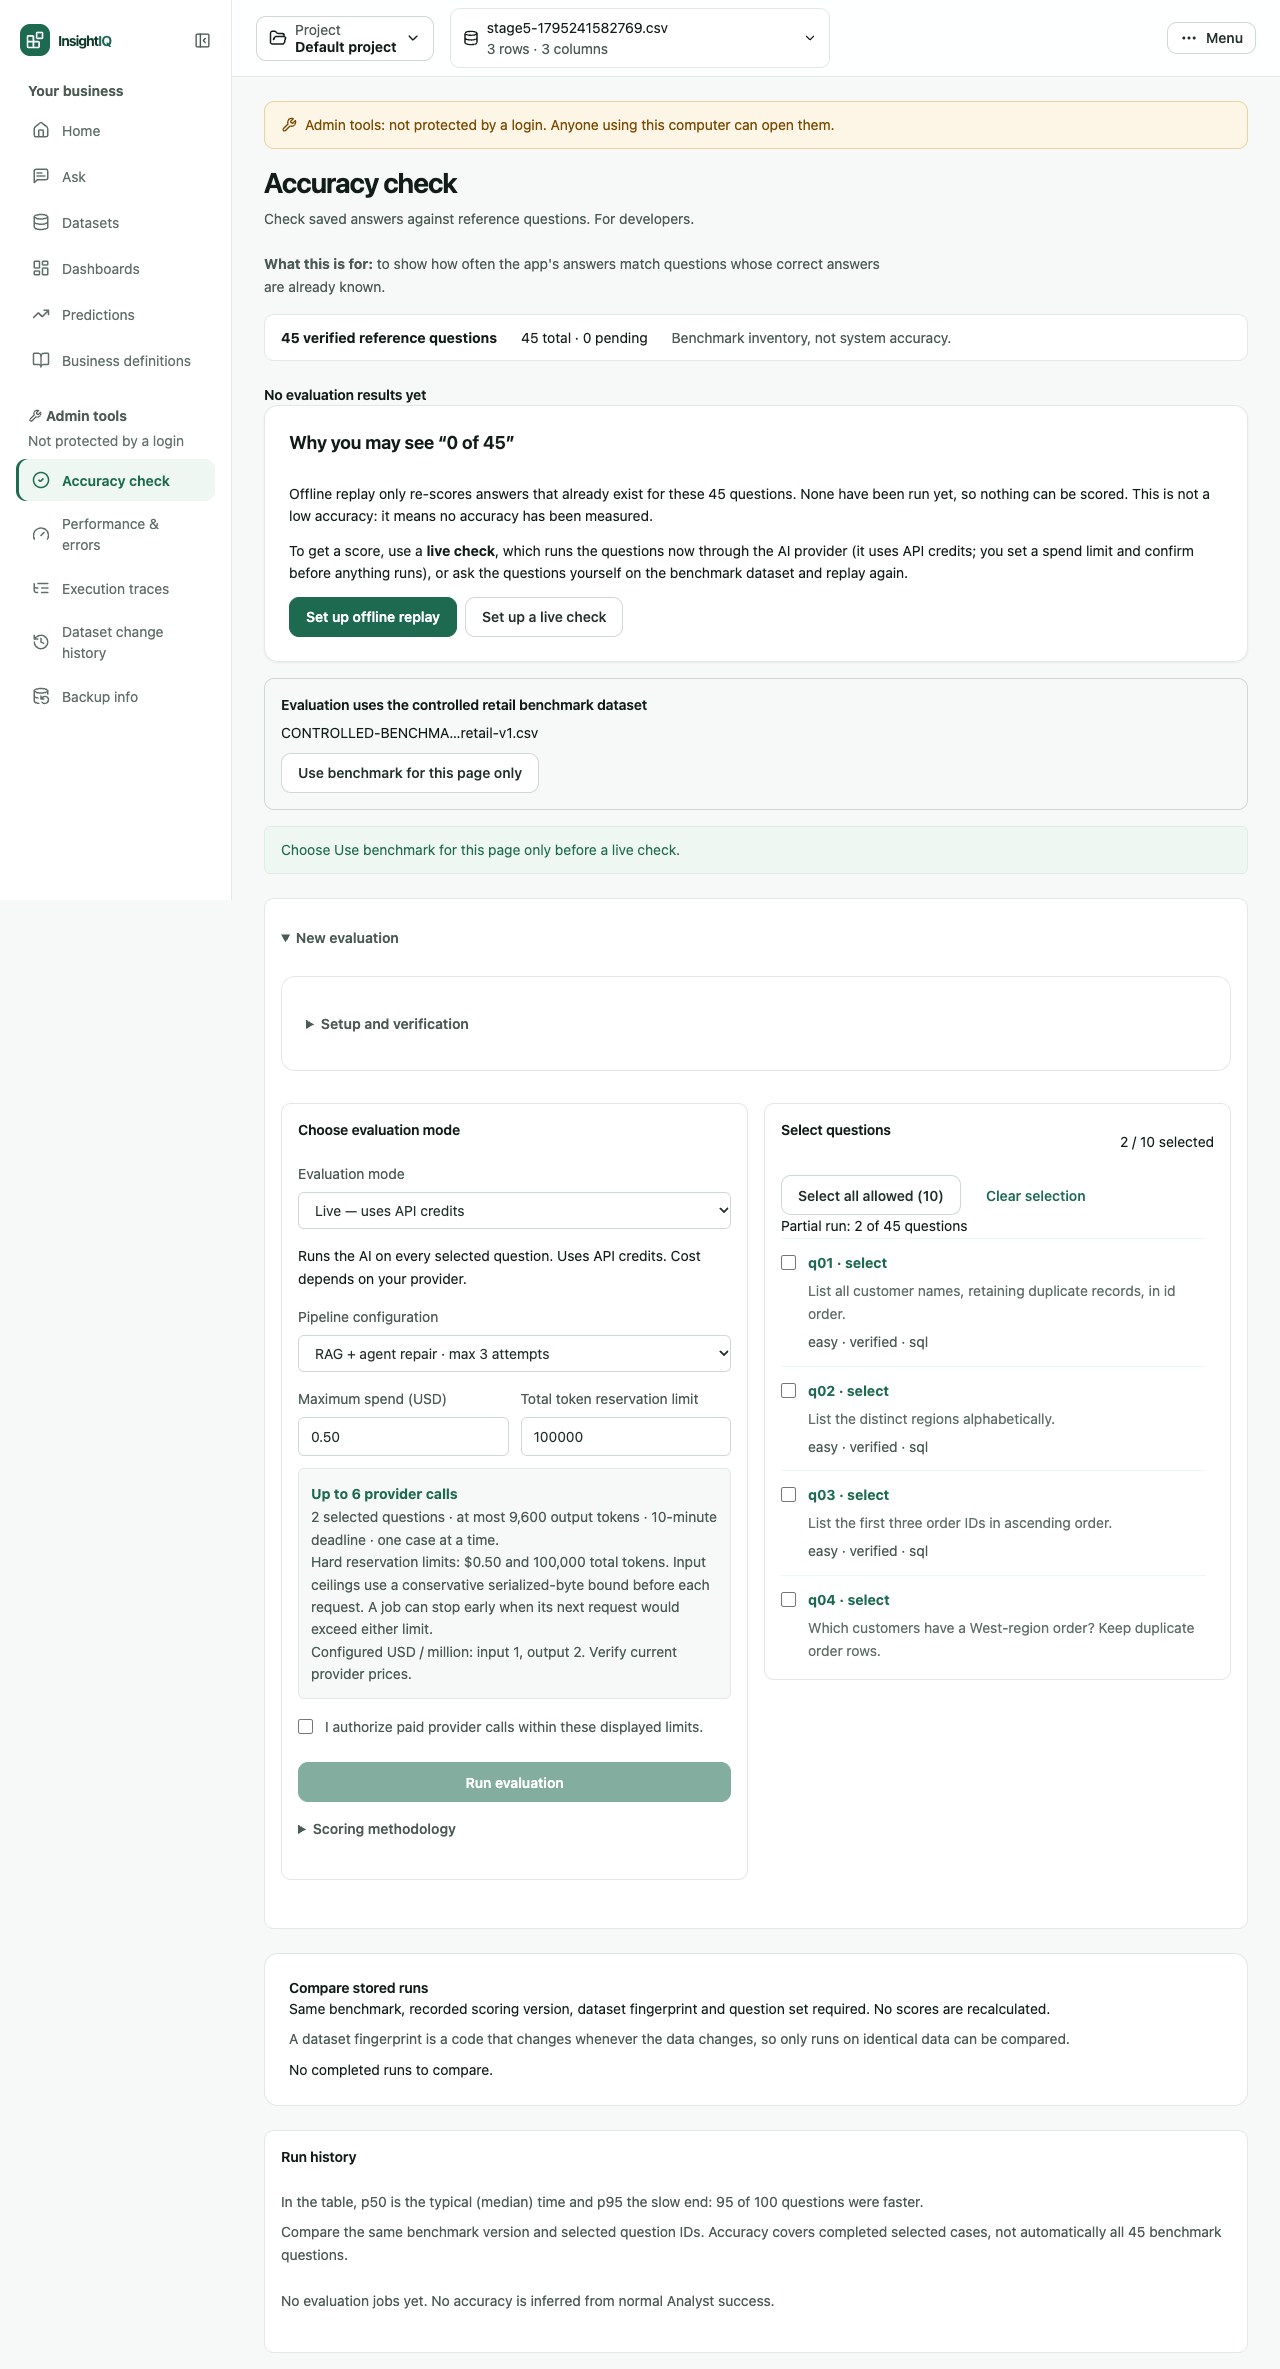 InsightIQ
Your business
Home
Ask
Datasets
Dashboards
Predictions
Business definitions
Admin tools
Not protected by a login
Accuracy check
Performance &
errors
Execution traces
Dataset change
history
Backup info
Project
Default project
stage5-1795241582769.csv
3 rows · 3 columns
Menu
Admin tools: not protected by a login. Anyone using this computer can open them.
Accuracy check
Check saved answers against reference questions. For developers.
What this is for: to show how often the app's answers match questions whose correct answers
are already known.
45 verified reference questions 45 total · 0 pending Benchmark inventory, not system accuracy.
No evaluation results yet
Why you may see “0 of 45”
Offline replay only re-scores answers that already exist for these 45 questions. None have been run yet, so nothing can be scored. This is not a
low accuracy: it means no accuracy has been measured.
To get a score, use a live check, which runs the questions now through the AI provider (it uses API credits; you set a spend limit and confirm
before anything runs), or ask the questions yourself on the benchmark dataset and replay again.
Set up offline replay
Set up a live check
Evaluation uses the controlled retail benchmark dataset
CONTROLLED-BENCHMA...retail-v1.csv
Use benchmark for this page only
Choose Use benchmark for this page only before a live check.
New evaluation
Setup and verification
Choose evaluation mode
Evaluation mode
Live — uses API credits
Runs the AI on every selected question. Uses API credits. Cost
depends on your provider.
Pipeline configuration
RAG + agent repair · max 3 attempts
Maximum spend (USD) Total token reservation limit
0.50 100000
Up to 6 provider calls
2 selected questions · at most 9,600 output tokens · 10-minute
deadline · one case at a time.
Hard reservation limits: $0.50 and 100,000 total tokens. Input
ceilings use a conservative serialized-byte bound before each
request. A job can stop early when its next request would
exceed either limit.
Configured USD / million: input 1, output 2. Verify current
provider prices.
I authorize paid provider calls within these displayed limits.
Run evaluation
Scoring methodology
Select questions
2 / 10 selected
Select all allowed (10) Clear selection
Partial run: 2 of 45 questions
q01 · select
List all customer names, retaining duplicate records, in id
order.
easy · verified · sql
q02 · select
List the distinct regions alphabetically.
easy · verified · sql
q03 · select
List the first three order IDs in ascending order.
easy · verified · sql
q04 · select
Which customers have a West-region order? Keep duplicate
order rows.
Compare stored runs
Same benchmark, recorded scoring version, dataset fingerprint and question set required. No scores are recalculated.
A dataset fingerprint is a code that changes whenever the data changes, so only runs on identical data can be compared.
No completed runs to compare.
Run history
In the table, p50 is the typical (median) time and p95 the slow end: 95 of 100 questions were faster.
Compare the same benchmark version and selected question IDs. Accuracy covers completed selected cases, not automatically all 45 benchmark
questions.
No evaluation jobs yet. No accuracy is inferred from normal Analyst success.